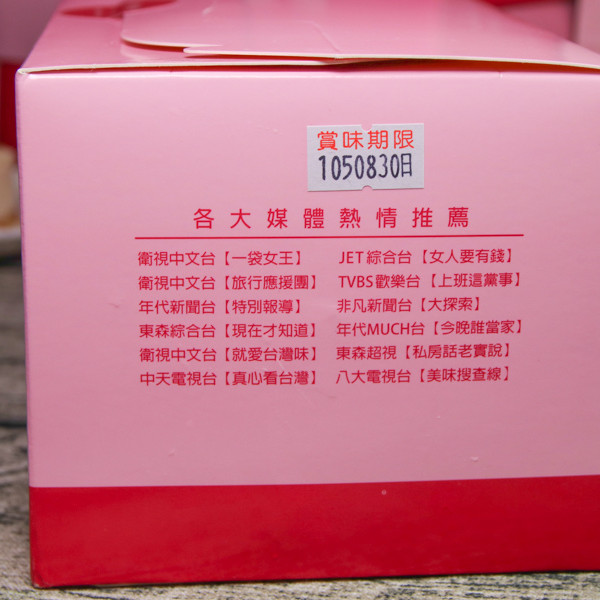 賞味期限
1050830日
各大媒體熱情推薦
衛視中文台【一袋女王】 JET綜合台【女人要有錢】
衛視中文台【旅行應援團】 TVBS歡樂台【上班這黨事】
年代新聞台【特別報導】 非凡新聞台【大探索】
東森綜合台【現在才知道】 年代MUCH台【今晚誰當家】
衛視中文台【就愛台灣味】 東森超視【私房話老實說】
中天電視台【真心看台灣】 八大電視台【美味搜查線】